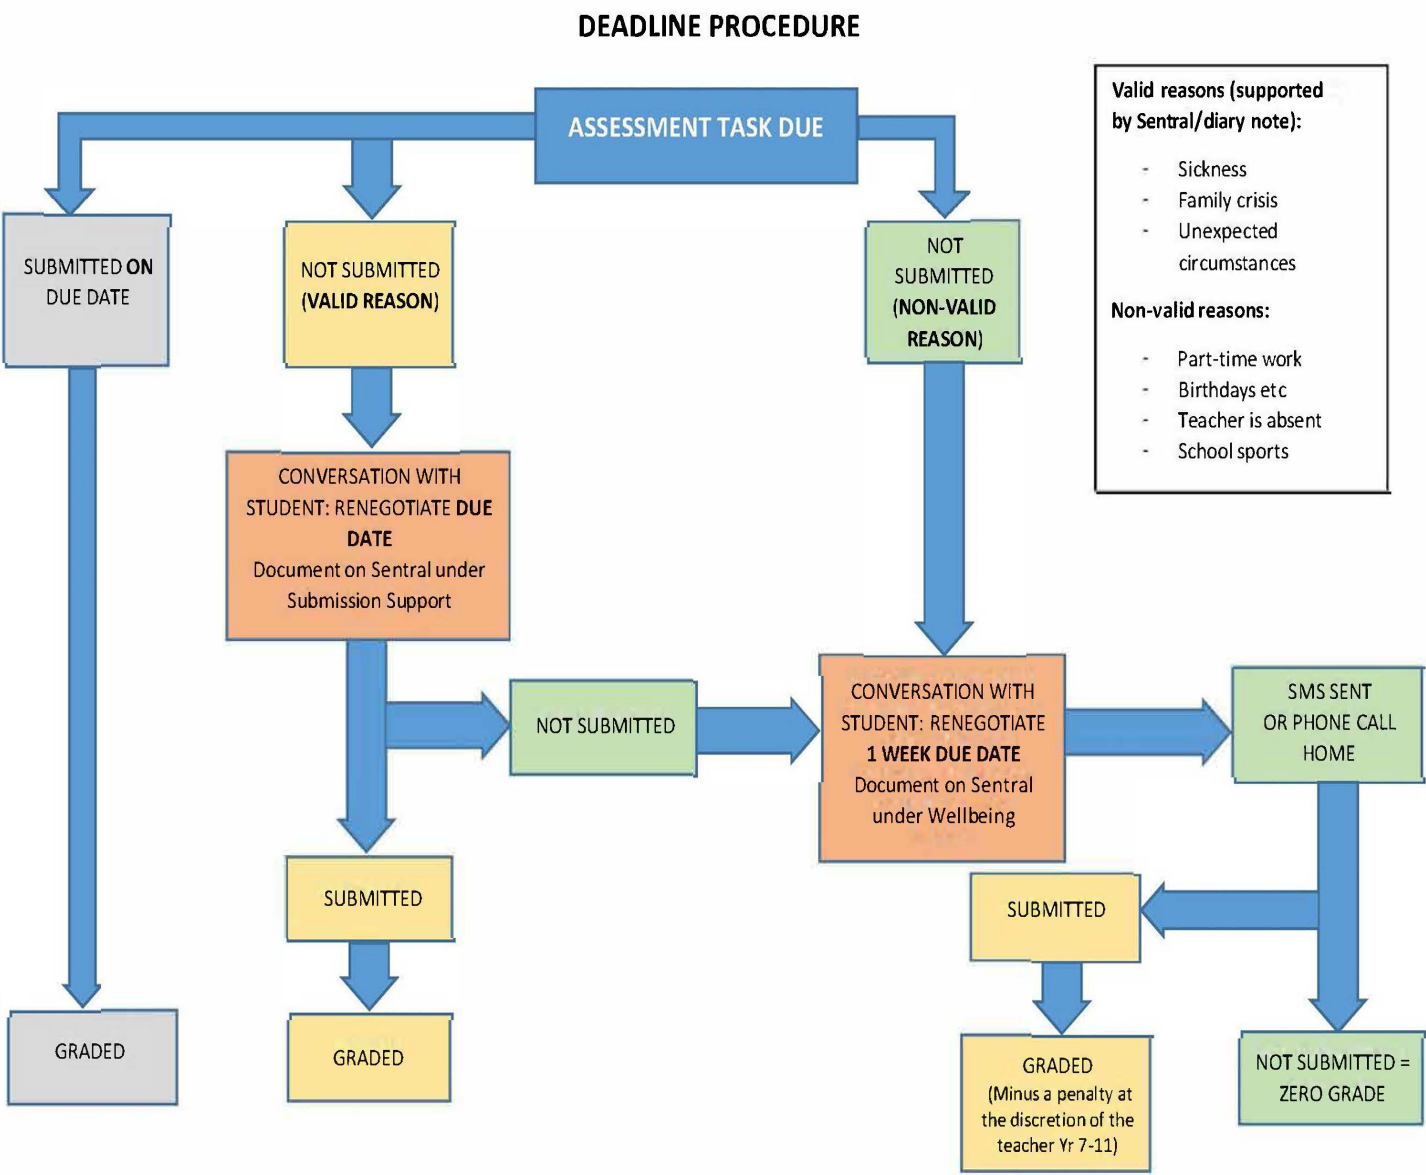 DEADLINE PROCEDURE
ASSESSMENT TASK DUE
Valid reasons (supported
by Sentral/diary note):
- Sickness
- Family crisis
- Unexpected
circumstances
Non-valid reasons:
- Part-time work
- Birthdays etc
- Teacher is absent
- School sports
SUBMITTED ON
DUE DATE
NOT SUBMITTED
(VALID REASON)
NOT
SUBMITTED
(NON-VALID
REASON)
CONVERSATION WITH
STUDENT: RENEGOTIATE DUE
DATE
Document on Sentral under
Submission Support
NOT SUBMITTED
CONVERSATION WITH
STUDENT: RENEGOTIATE
1 WEEK DUE DATE
Document on Sentral
under Wellbeing
SMS SENT
OR PHONE CALL
HOME
SUBMITTED
SUBMITTED
GRADED
GRADED
GRADED
(Minus a penalty at
the discretion of the
teacher Yr 7-11)
NOT SUBMITTED =
ZERO GRADE